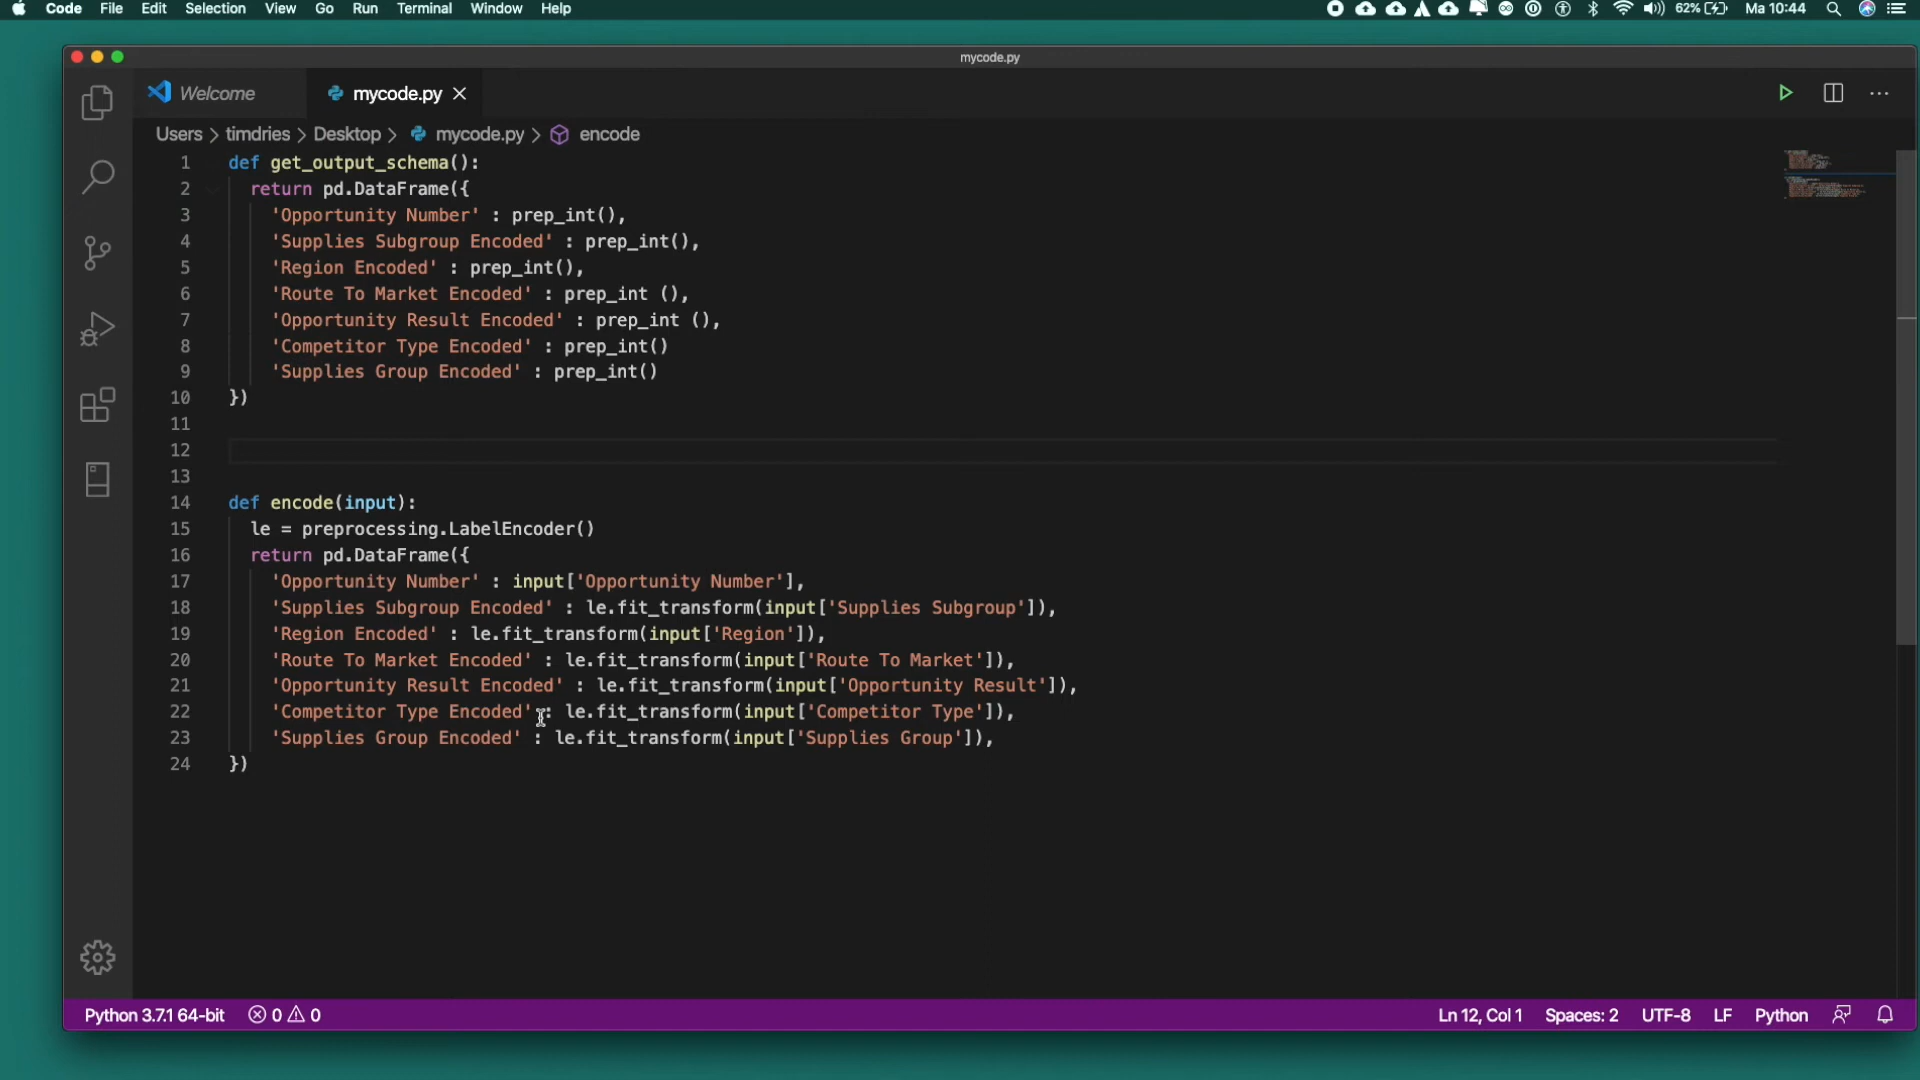 Code File Edit Selection View Go Run Terminal Window Help 62% Ma 10:44
mycode.py
Welcome mycode.py
Users > timdries > Desktop > mycode.py > encode
1 def get_output_schema():
2 return pd.DataFrame({
3 'Opportunity Number' : prep_int(),
4 'Supplies Subgroup Encoded' : prep_int(),
5 'Region Encoded' : prep_int(),
6 'Route To Market Encoded' : prep_int (),
7 'Opportunity Result Encoded' : prep_int (),
8 'Competitor Type Encoded' : prep_int()
9 'Supplies Group Encoded' : prep_int()
10 })
11
12
13
14 def encode(input):
15 le = preprocessing.LabelEncoder()
16 return pd.DataFrame({
17 'Opportunity Number' : input['Opportunity Number'],
18 'Supplies Subgroup Encoded' : le.fit_transform(input['Supplies Subgroup']),
19 'Region Encoded' : le.fit_transform(input['Region']),
20 'Route To Market Encoded' : le.fit_transform(input['Route To Market']),
21 'Opportunity Result Encoded' : le.fit_transform(input['Opportunity Result']),
22 'Competitor Type Encoded' : le.fit_transform(input['Competitor Type']),
23 'Supplies Group Encoded' : le.fit_transform(input['Supplies Group']),
24 })
Python 3.7.1 64-bit 0 0 Ln 12, Col 1 Spaces: 2 UTF-8 LF Python